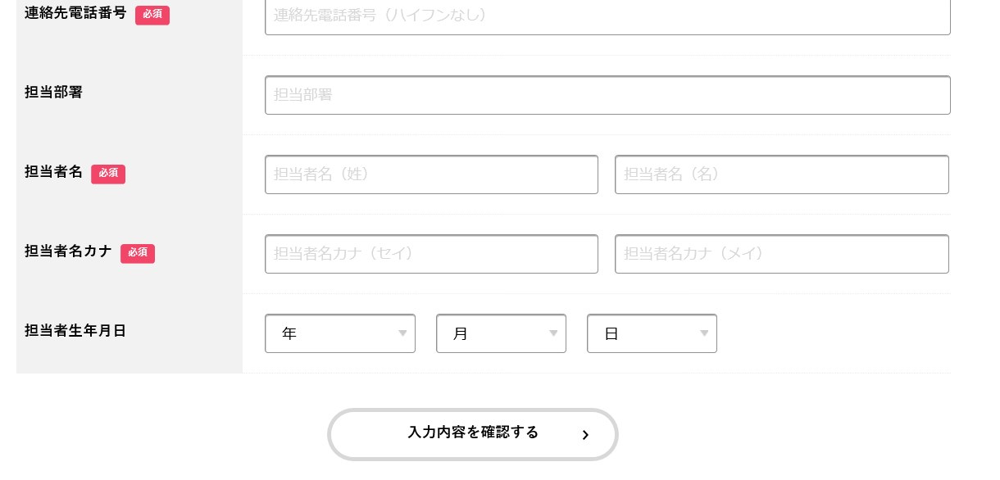 連絡先電話番号 必須 連絡先電話番号（ハイフンなし）
担当部署 担当部署
担当者名 必須 担当者名（姓） 担当者名（名）
担当者名カナ 必須 担当者名カナ（セイ） 担当者名カナ（メイ）
担当者生年月日 年 月 日
入力内容を確認する